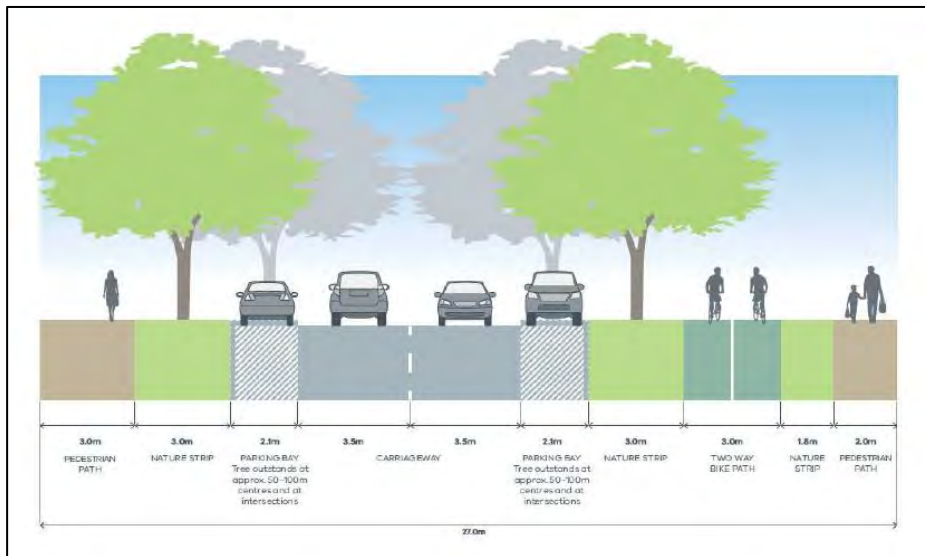 3.0m
PEDESTRIAN
PATH
3.0m
NATURE STRIP
2.1m
PARKING BAY
Tree outstands at
approx. 50-100m
centres and at
intersections
3.5m
3.5m
CARRIAGEWAY
2.1m
PARKING BAY
Tree outstands at
approx. 50-100m
centres and at
intersections
3.0m
NATURE STRIP
3.0m
TWO WAY
BIKE PATH
1.8m
NATURE
STRIP
2.0m
PEDESTRIAN
PATH
27.0m